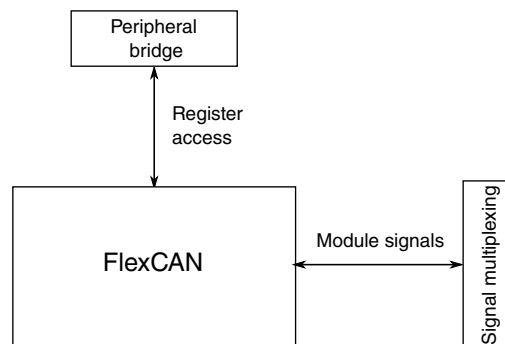 Peripheral
bridge
Register
access
FlexCAN
Module signals
Signal multiplexing